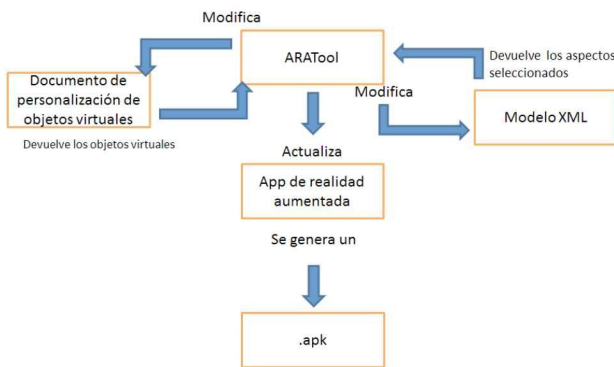 Modifica
ARATool
Devuelve los aspectos
seleccionados
Documento de
personalización de
objetos virtuales
Modifica
Modelo XML
Devuelve los objetos virtuales
Actualiza
App de realidad
aumentada
Se genera un
.apk